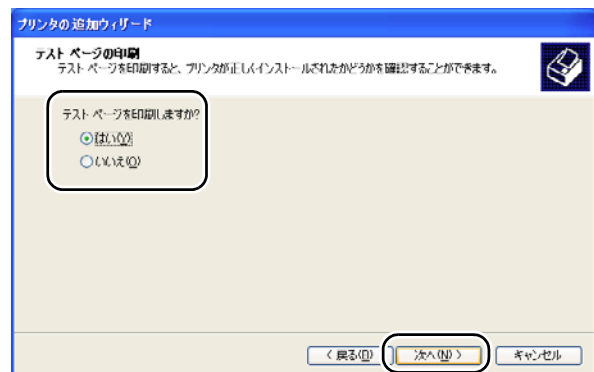 プリンタの追加ウィザード
テスト ページの印刷
テスト ページを印刷すると、プリンタが正しくインストールされたかどうかを確認することができます。
テスト ページを印刷しますか?
はい(Y)
いいえ(O)
< 戻る(B)
次へ(N) >
キャンセル